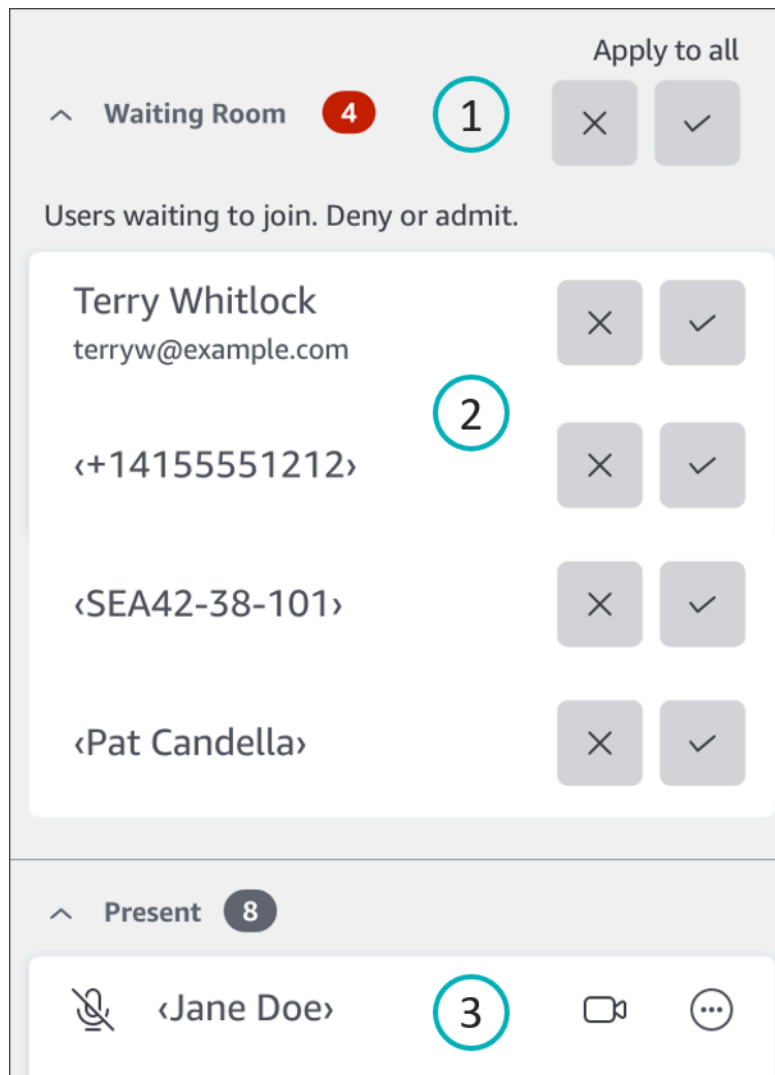 Apply to all
Waiting Room 4 1
Users waiting to join. Deny or admit.
Terry Whitlock
terryw@example.com
2
‹+14155551212›
‹SEA42-38-101›
‹Pat Candella›
Present 8
‹Jane Doe› 3